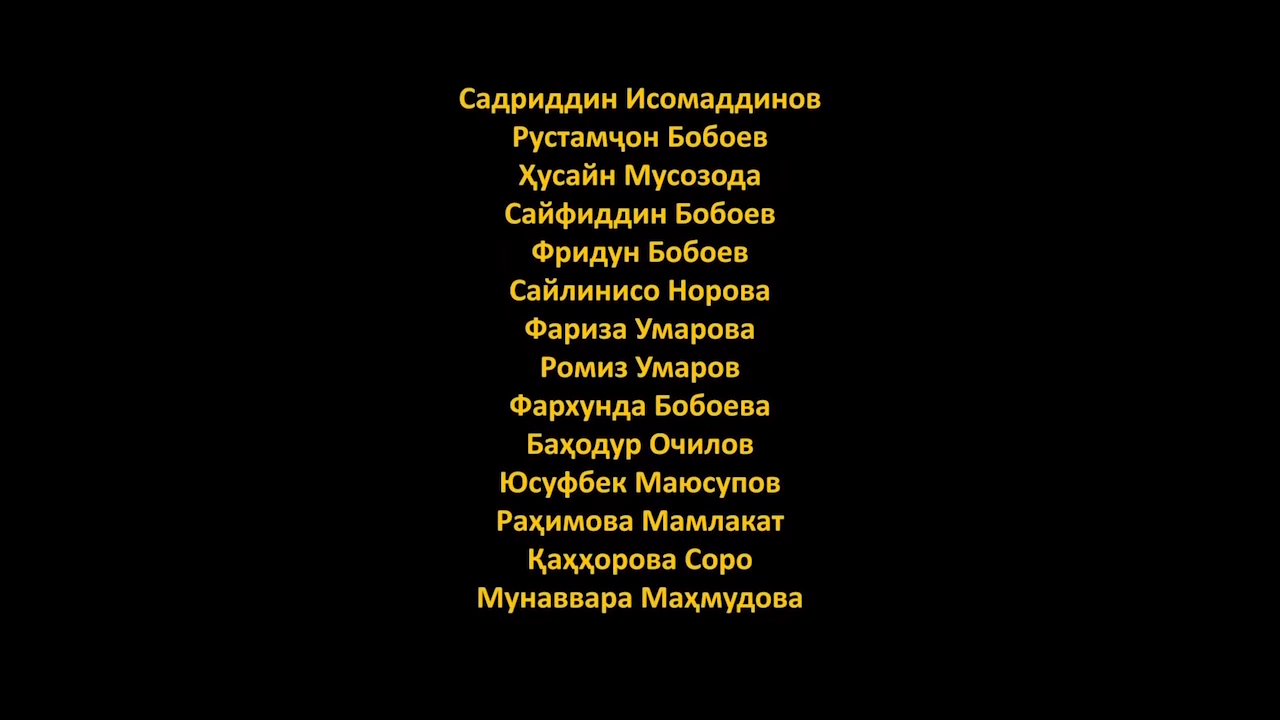 Садриддин Исомаддинов
Рустамҷон Бобоев
Ҳусайн Мусозода
Сайфиддин Бобоев
Фридун Бобоев
Сайлинисо Норова
Фариза Умарова
Ромиз Умаров
Фархунда Бобоева
Баҳодур Очилов
Юсуфбек Маюсупов
Раҳимова Мамлакат
Қаҳҳорова Соро
Мунаввара Маҳмудова